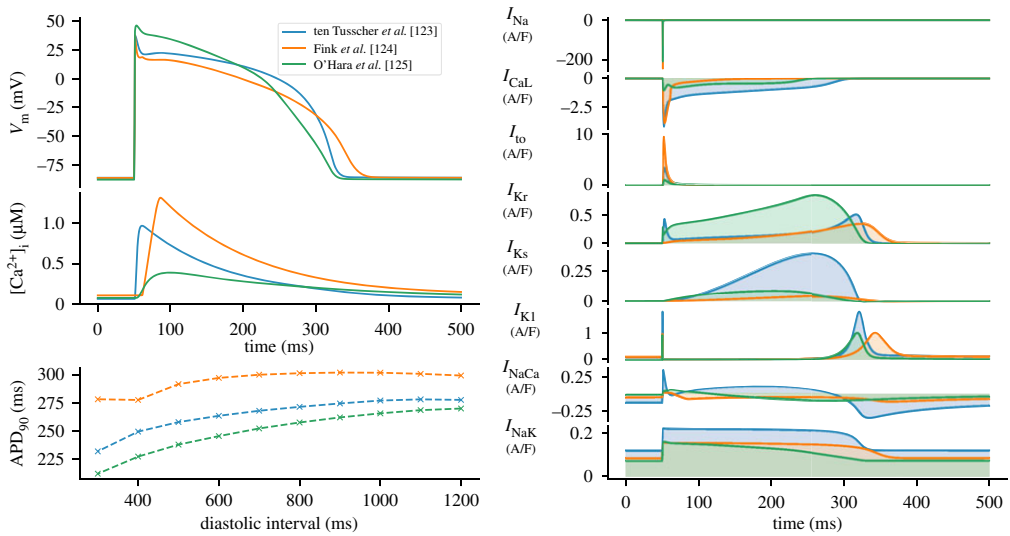 50
25
0
–25
–50
–75
V_m (mV)
ten Tusscher et al. [123]
Fink et al. [124]
O’Hara et al. [125]
1.0
0.5
0
[Ca²⁺]_i (µM)
0 100 200 300 400 500
time (ms)
300
275
250
225
APD_90 (ms)
400 600 800 1000 1200
diastolic interval (ms)
I_Na
(A/F)
0
–200
I_CaL
(A/F)
0
–2.5
I_to
(A/F)
10
0
I_Kr
(A/F)
0.5
0
I_Ks
(A/F)
0.25
0
I_K1
(A/F)
1
0
I_NaCa
(A/F)
0.25
–0.25
I_NaK
(A/F)
0.2
0
0 100 200 300 400 500
time (ms)